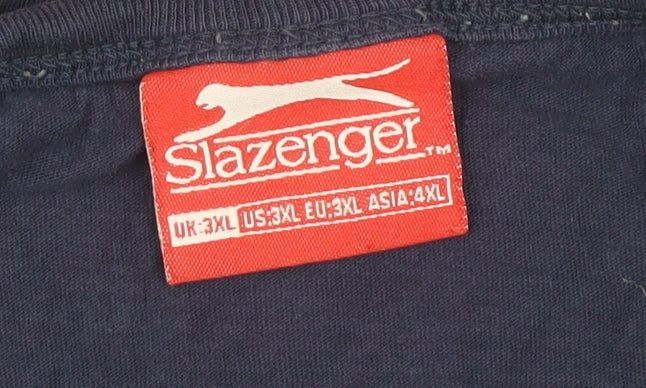 Slazenger™
UK:3XL US:3XL EU:3XL ASIA:4XL